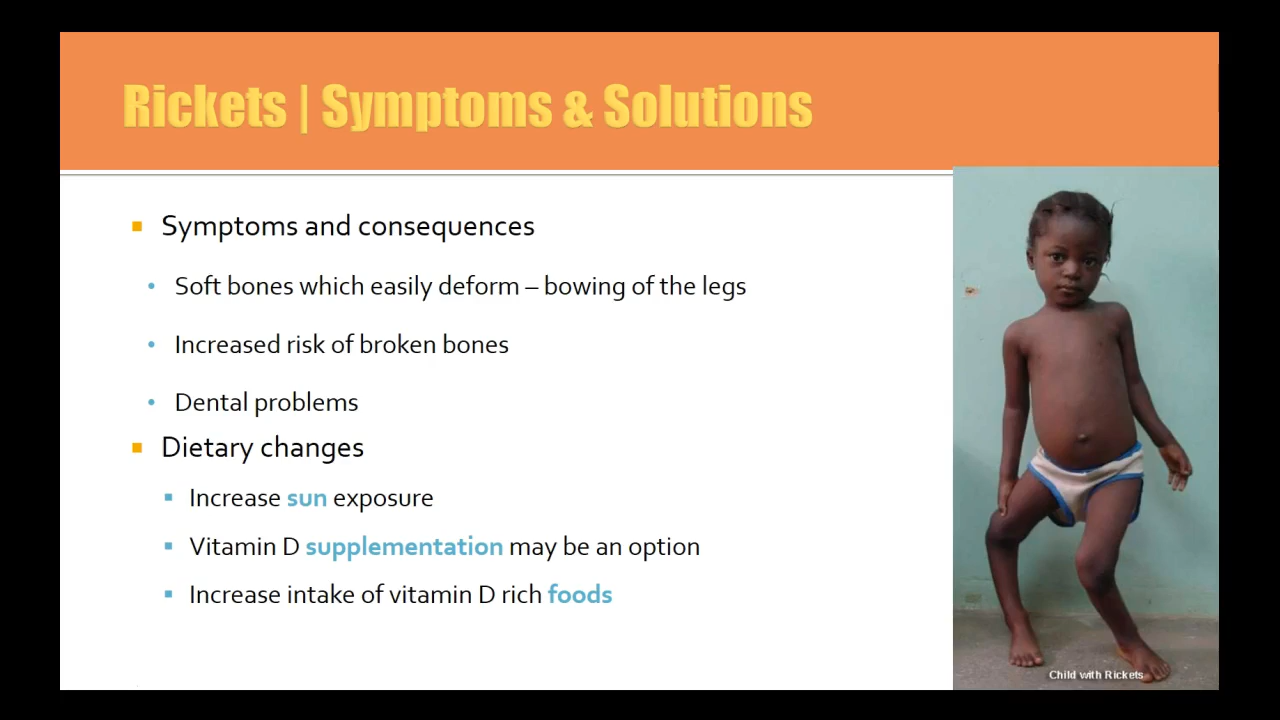 Rickets | Symptoms & Solutions
Symptoms and consequences
Soft bones which easily deform – bowing of the legs
Increased risk of broken bones
Dental problems
Dietary changes
Increase sun exposure
Vitamin D supplementation may be an option
Increase intake of vitamin D rich foods
Child with Rickets